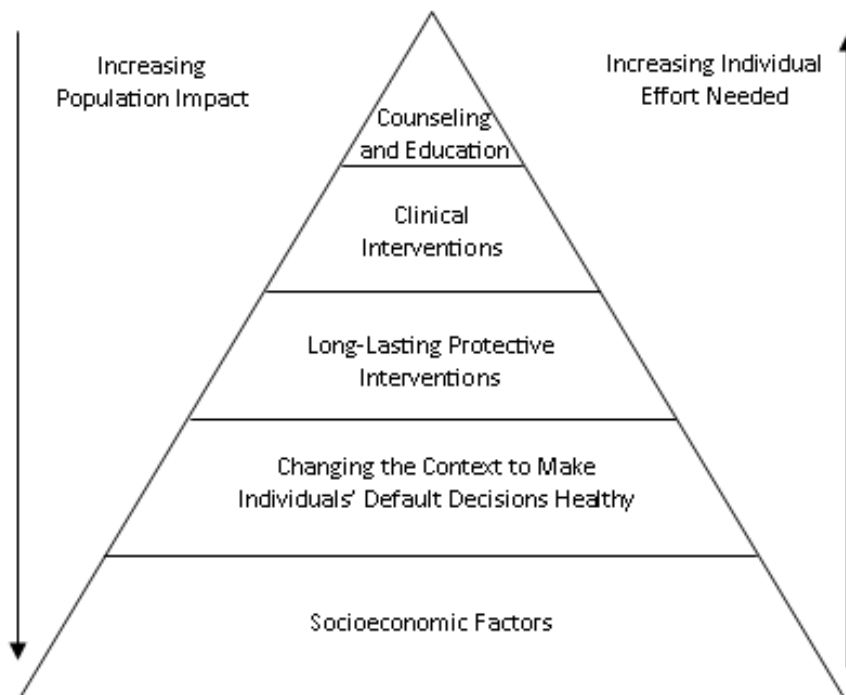 Increasing
Population Impact
Increasing Individual
Effort Needed
Counseling
and Education
Clinical
Interventions
Long-Lasting Protective
Interventions
Changing the Context to Make
Individuals' Default Decisions Healthy
Socioeconomic Factors